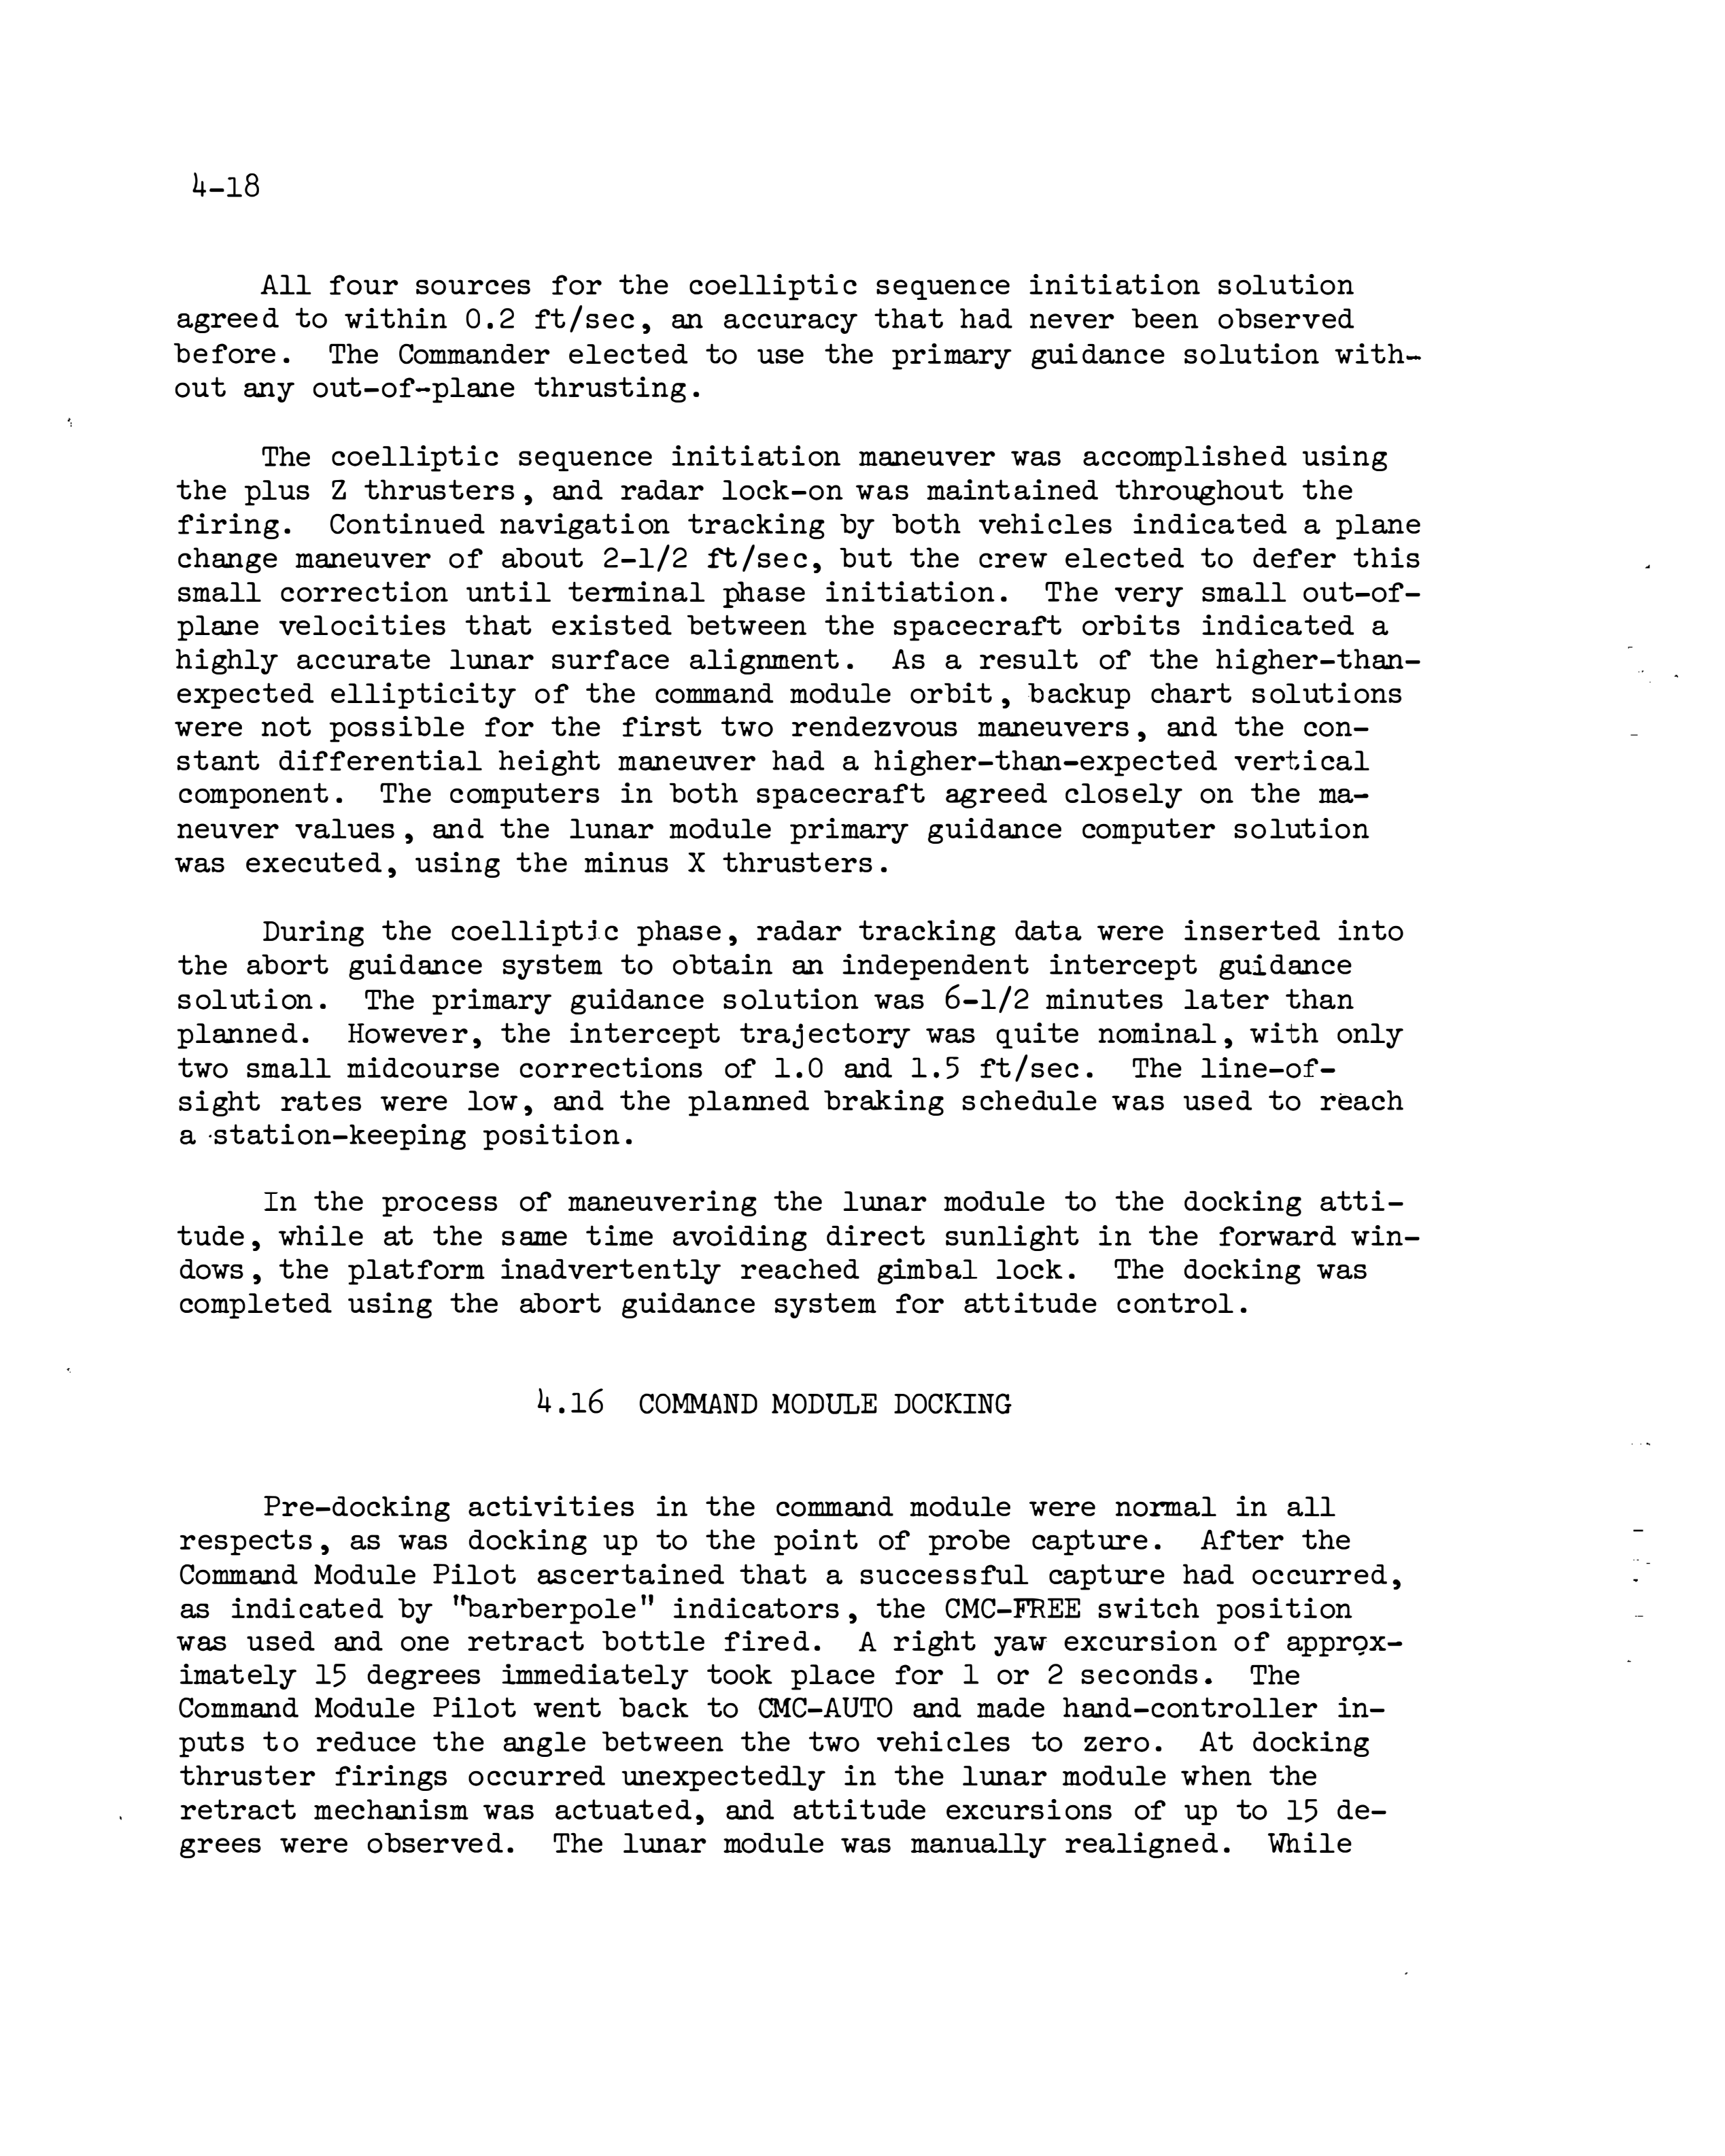 4-18
All four sources for the coelliptic sequence initiation solution
agreed to within 0.2 ft/sec, an accuracy that had never been observed
before. The Commander elected to use the primary guidance solution with-
out any out-of-plane thrusting.
The coelliptic sequence initiation maneuver was accomplished using
the plus Z thrusters, and radar lock-on was maintained throughout the
firing. Continued navigation tracking by both vehicles indicated a plane
change maneuver of about 2-1/2 ft/sec, but the crew elected to defer this
small correction until terminal phase initiation. The very small out-of-
plane velocities that existed between the spacecraft orbits indicated a
highly accurate lunar surface alignment. As a result of the higher-than-
expected ellipticity of the command module orbit, backup chart solutions
were not possible for the first two rendezvous maneuvers, and the con-
stant differential height maneuver had a higher-than-expected vertical
component. The computers in both spacecraft agreed closely on the ma-
neuver values, and the lunar module primary guidance computer solution
was executed, using the minus X thrusters.
During the coelliptic phase, radar tracking data were inserted into
the abort guidance system to obtain an independent intercept guidance
solution. The primary guidance solution was 6-1/2 minutes later than
planned. However, the intercept trajectory was quite nominal, with only
two small midcourse corrections of 1.0 and 1.5 ft/sec. The line-of-
sight rates were low, and the planned braking schedule was used to reach
a station-keeping position.
In the process of maneuvering the lunar module to the docking atti-
tude, while at the same time avoiding direct sunlight in the forward win-
dows, the platform inadvertently reached gimbal lock. The docking was
completed using the abort guidance system for attitude control.
4.16 COMMAND MODULE DOCKING
Pre-docking activities in the command module were normal in all
respects, as was docking up to the point of probe capture. After the
Command Module Pilot ascertained that a successful capture had occurred,
as indicated by "barberpole" indicators, the CMC-FREE switch position
was used and one retract bottle fired. A right yaw excursion of approx-
imately 15 degrees immediately took place for 1 or 2 seconds. The
Command Module Pilot went back to CMC-AUTO and made hand-controller in-
puts to reduce the angle between the two vehicles to zero. At docking
thruster firings occurred unexpectedly in the lunar module when the
retract mechanism was actuated, and attitude excursions of up to 15 de-
grees were observed. The lunar module was manually realigned. While